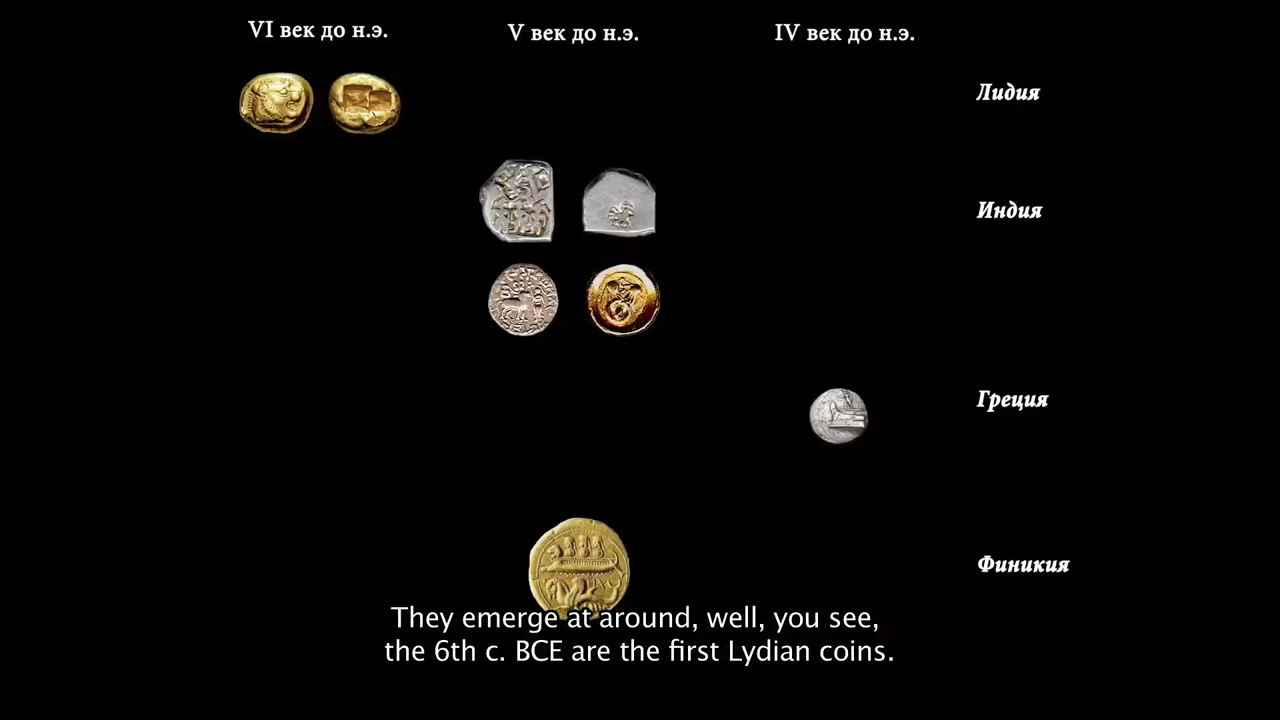 VI век до н.э.
V век до н.э.
IV век до н.э.
Лидия
Индия
Греция
Финикия
They emerge at around, well, you see,
the 6th c. BCE are the first Lydian coins.